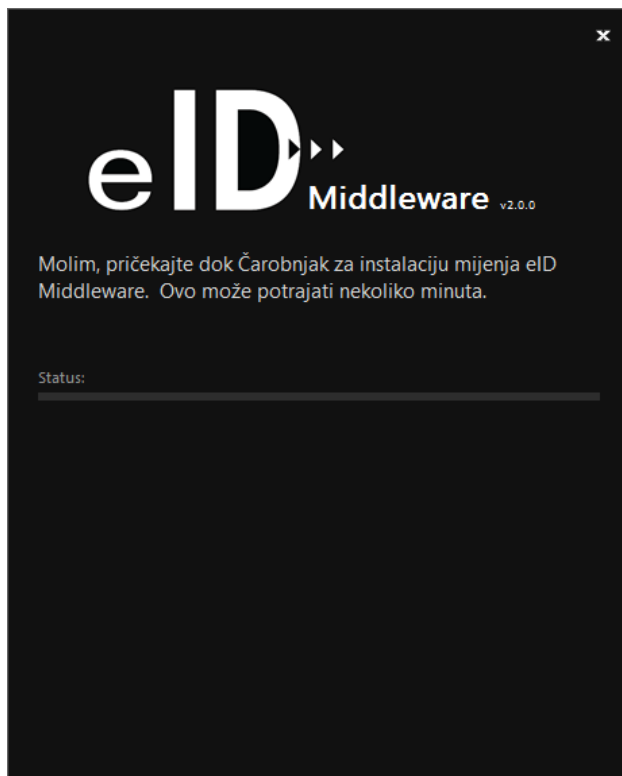 eID
Middleware v2.0.0
Molim, pričekajte dok Čarobnjak za instalaciju mijenja eID
Middleware.  Ovo može potrajati nekoliko minuta.
Status: